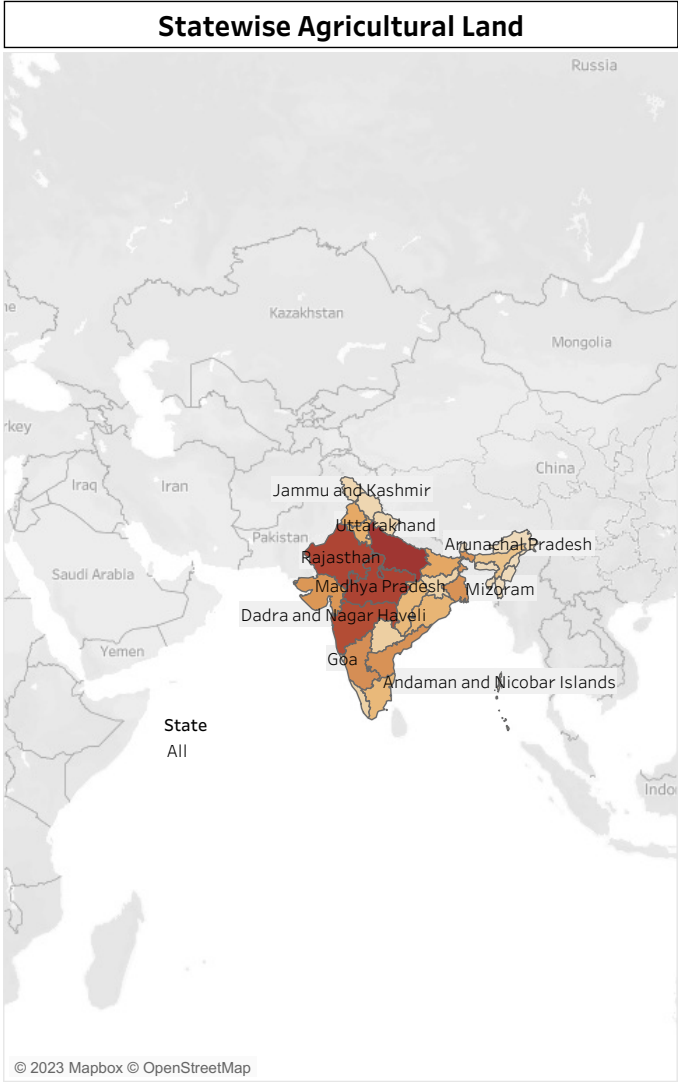 Statewise Agricultural Land
Russia
Kazakhstan
Mongolia
rkey
China
Iraq
Iran
Jammu and Kashmir
Uttarakhand
Pakistan
Arunachal Pradesh
Rajasthan
Saudi Arabia
Madhya Pradesh
Mizoram
Dadra and Nagar Haveli
Yemen
Goa
Andaman and Nicobar Islands
State
All
Indo
© 2023 Mapbox © OpenStreetMap